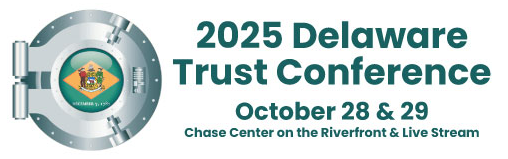 2025 Delaware
Trust Conference
October 28 & 29
Chase Center on the Riverfront & Live Stream